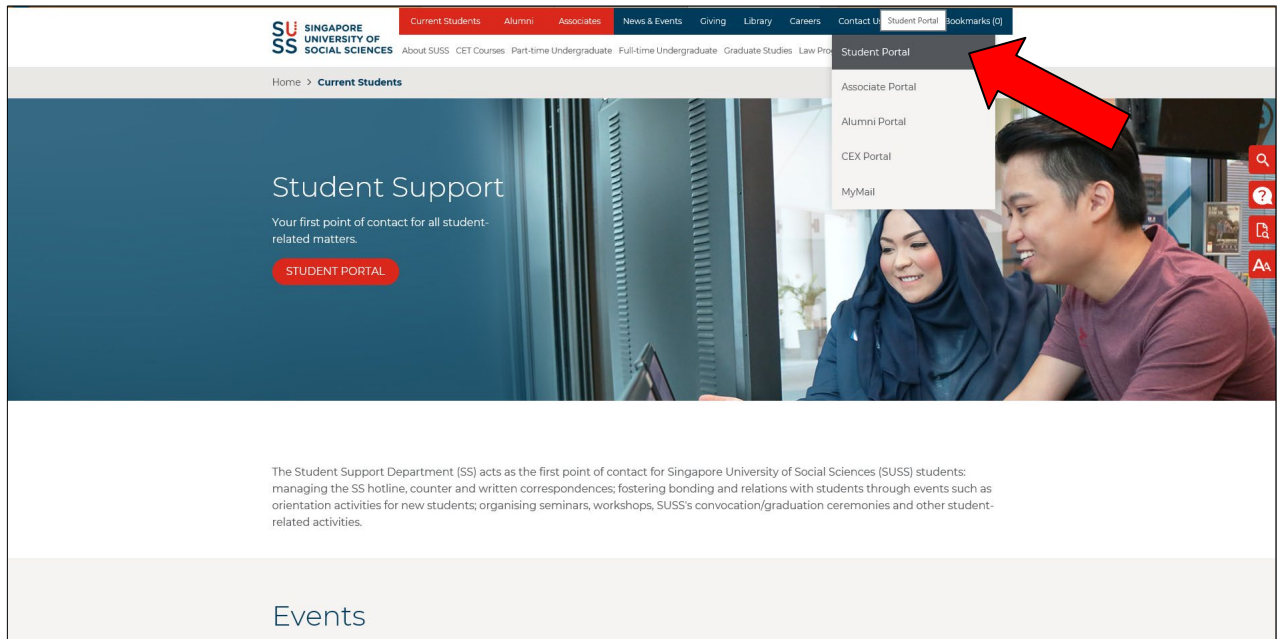 SU SINGAPORE
UNIVERSITY OF
SS SOCIAL SCIENCES
Current Students Alumni Associates News & Events Giving Library Careers Contact U Student Portal Bookmarks (0)
About SUSS CET Courses Part-time Undergraduate Full-time Undergraduate Graduate Studies Law Pro
Student Portal
Associate Portal
Alumni Portal
CEX Portal
MyMail
Home > Current Students
Student Support
Your first point of contact for all student-
related matters.
STUDENT PORTAL
AA
The Student Support Department (SS) acts as the first point of contact for Singapore University of Social Sciences (SUSS) students:
managing the SS hotline, counter and written correspondences; fostering bonding and relations with students through events such as
orientation activities for new students; organising seminars, workshops, SUSS's convocation/graduation ceremonies and other student-
related activities.
Events